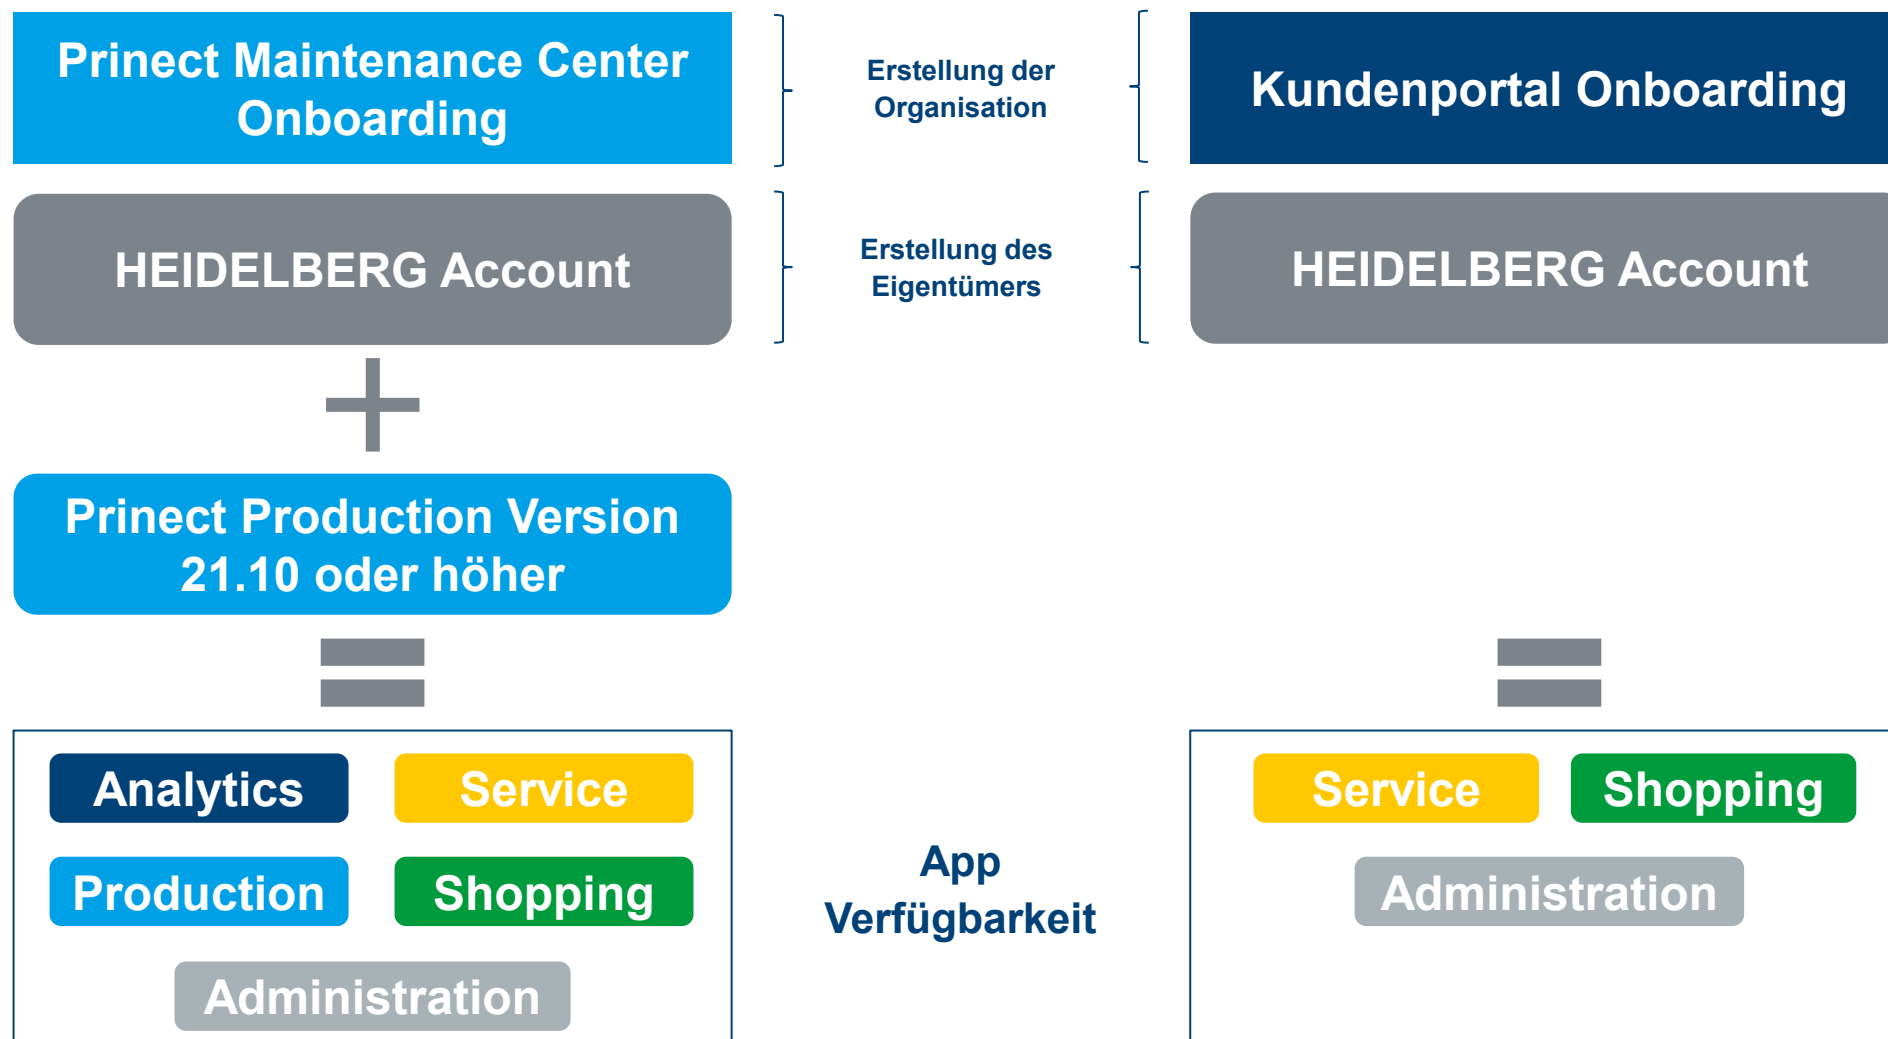 Prinect Maintenance Center
Onboarding
Erstellung der
Organisation
Kundenportal Onboarding
HEIDELBERG Account
Erstellung des
Eigentümers
HEIDELBERG Account
Prinect Production Version
21.10 oder höher
Analytics
Service
Production
Shopping
Administration
App
Verfügbarkeit
Service
Shopping
Administration